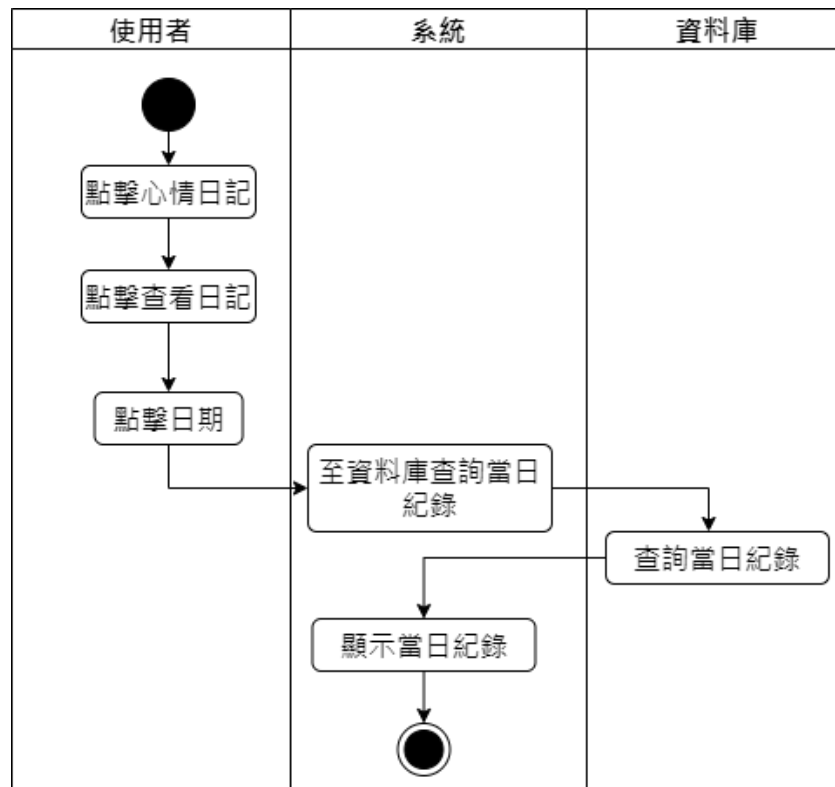 使用者
系統
資料庫
點擊心情日記
點擊查看日記
點擊日期
至資料庫查詢當日
紀錄
查詢當日紀錄
顯示當日紀錄